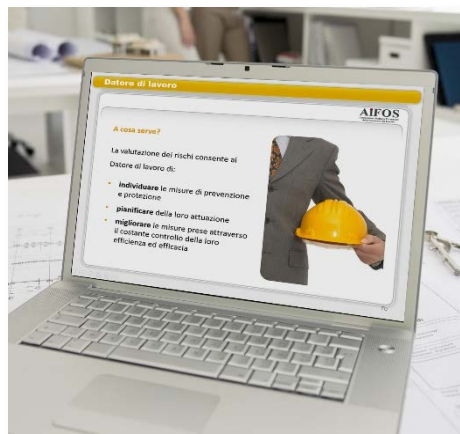 Datore di lavoro
AIFOS
A cosa serve?
La valutazione dei rischi consente al
Datore di lavoro di:
individuare le misure di prevenzione
e protezione
pianificare della loro attuazione
migliorare le misure prese attraverso
il costante controllo della loro
efficienza ed efficacia